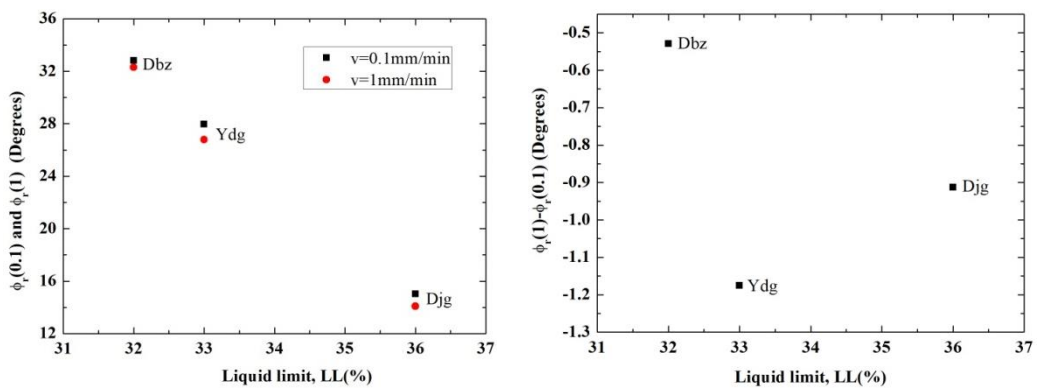 36
32
28
24
20
16
12
31
32
33
34
35
36
37
ϕr(0.1) and ϕr(1) (Degrees)
Liquid limit, LL(%)
v=0.1mm/min
v=1mm/min
Dbz
Ydg
Djg
-0.5
-0.6
-0.7
-0.8
-0.9
-1.0
-1.1
-1.2
-1.3
31
32
33
34
35
36
37
ϕr(1)-ϕr(0.1) (Degrees)
Liquid limit, LL(%)
Dbz
Djg
Ydg